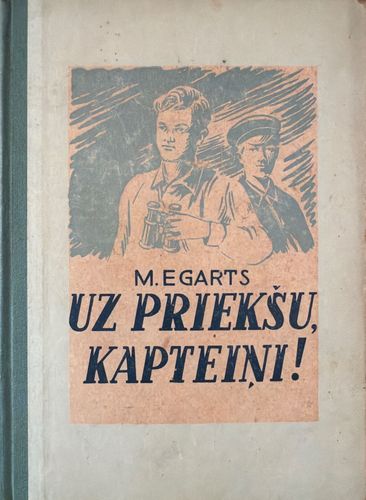 M. EGARTS
UZ PRIEKŠU,
KAPTEIŅI!